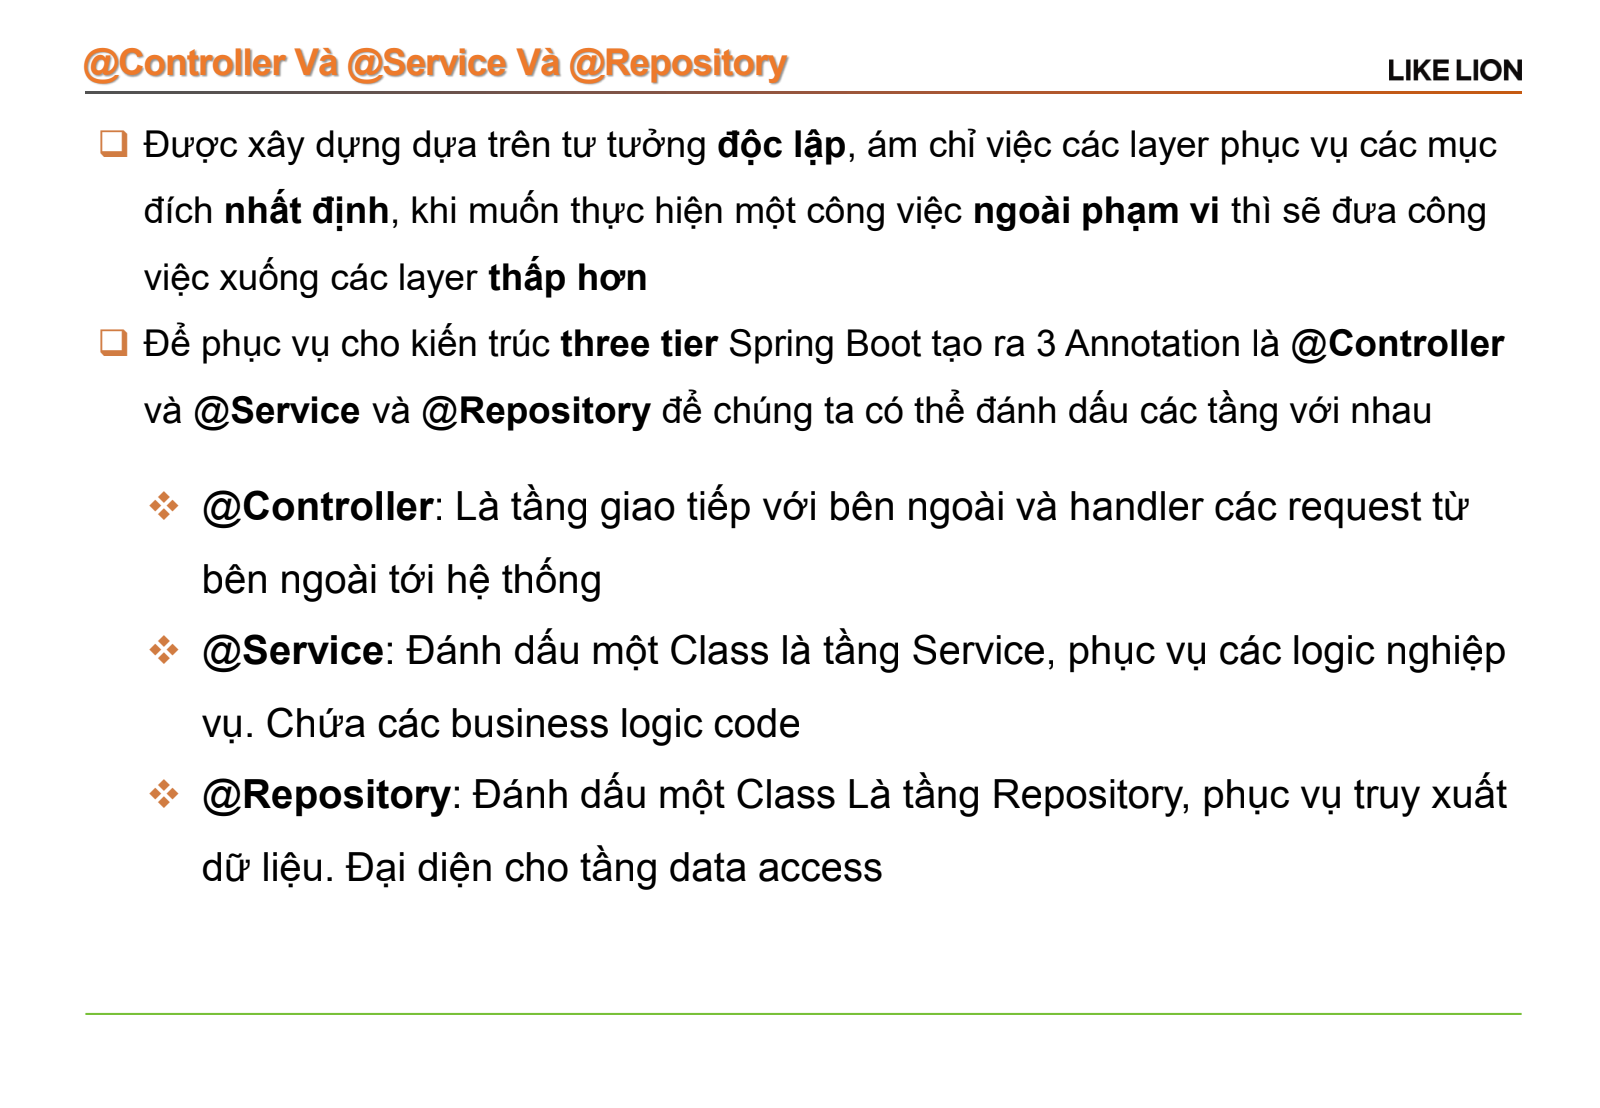 @Controller Và @Service Và @Repository
LIKE LION
Được xây dựng dựa trên tư tưởng độc lập, ám chỉ việc các layer phục vụ các mục
đích nhất định, khi muốn thực hiện một công việc ngoài phạm vi thì sẽ đưa công
việc xuống các layer thấp hơn
Để phục vụ cho kiến trúc three tier Spring Boot tạo ra 3 Annotation là @Controller
và @Service và @Repository để chúng ta có thể đánh dấu các tầng với nhau
@Controller: Là tầng giao tiếp với bên ngoài và handler các request từ
bên ngoài tới hệ thống
@Service: Đánh dấu một Class là tầng Service, phục vụ các logic nghiệp
vụ. Chứa các business logic code
@Repository: Đánh dấu một Class Là tầng Repository, phục vụ truy xuất
dữ liệu. Đại diện cho tầng data access